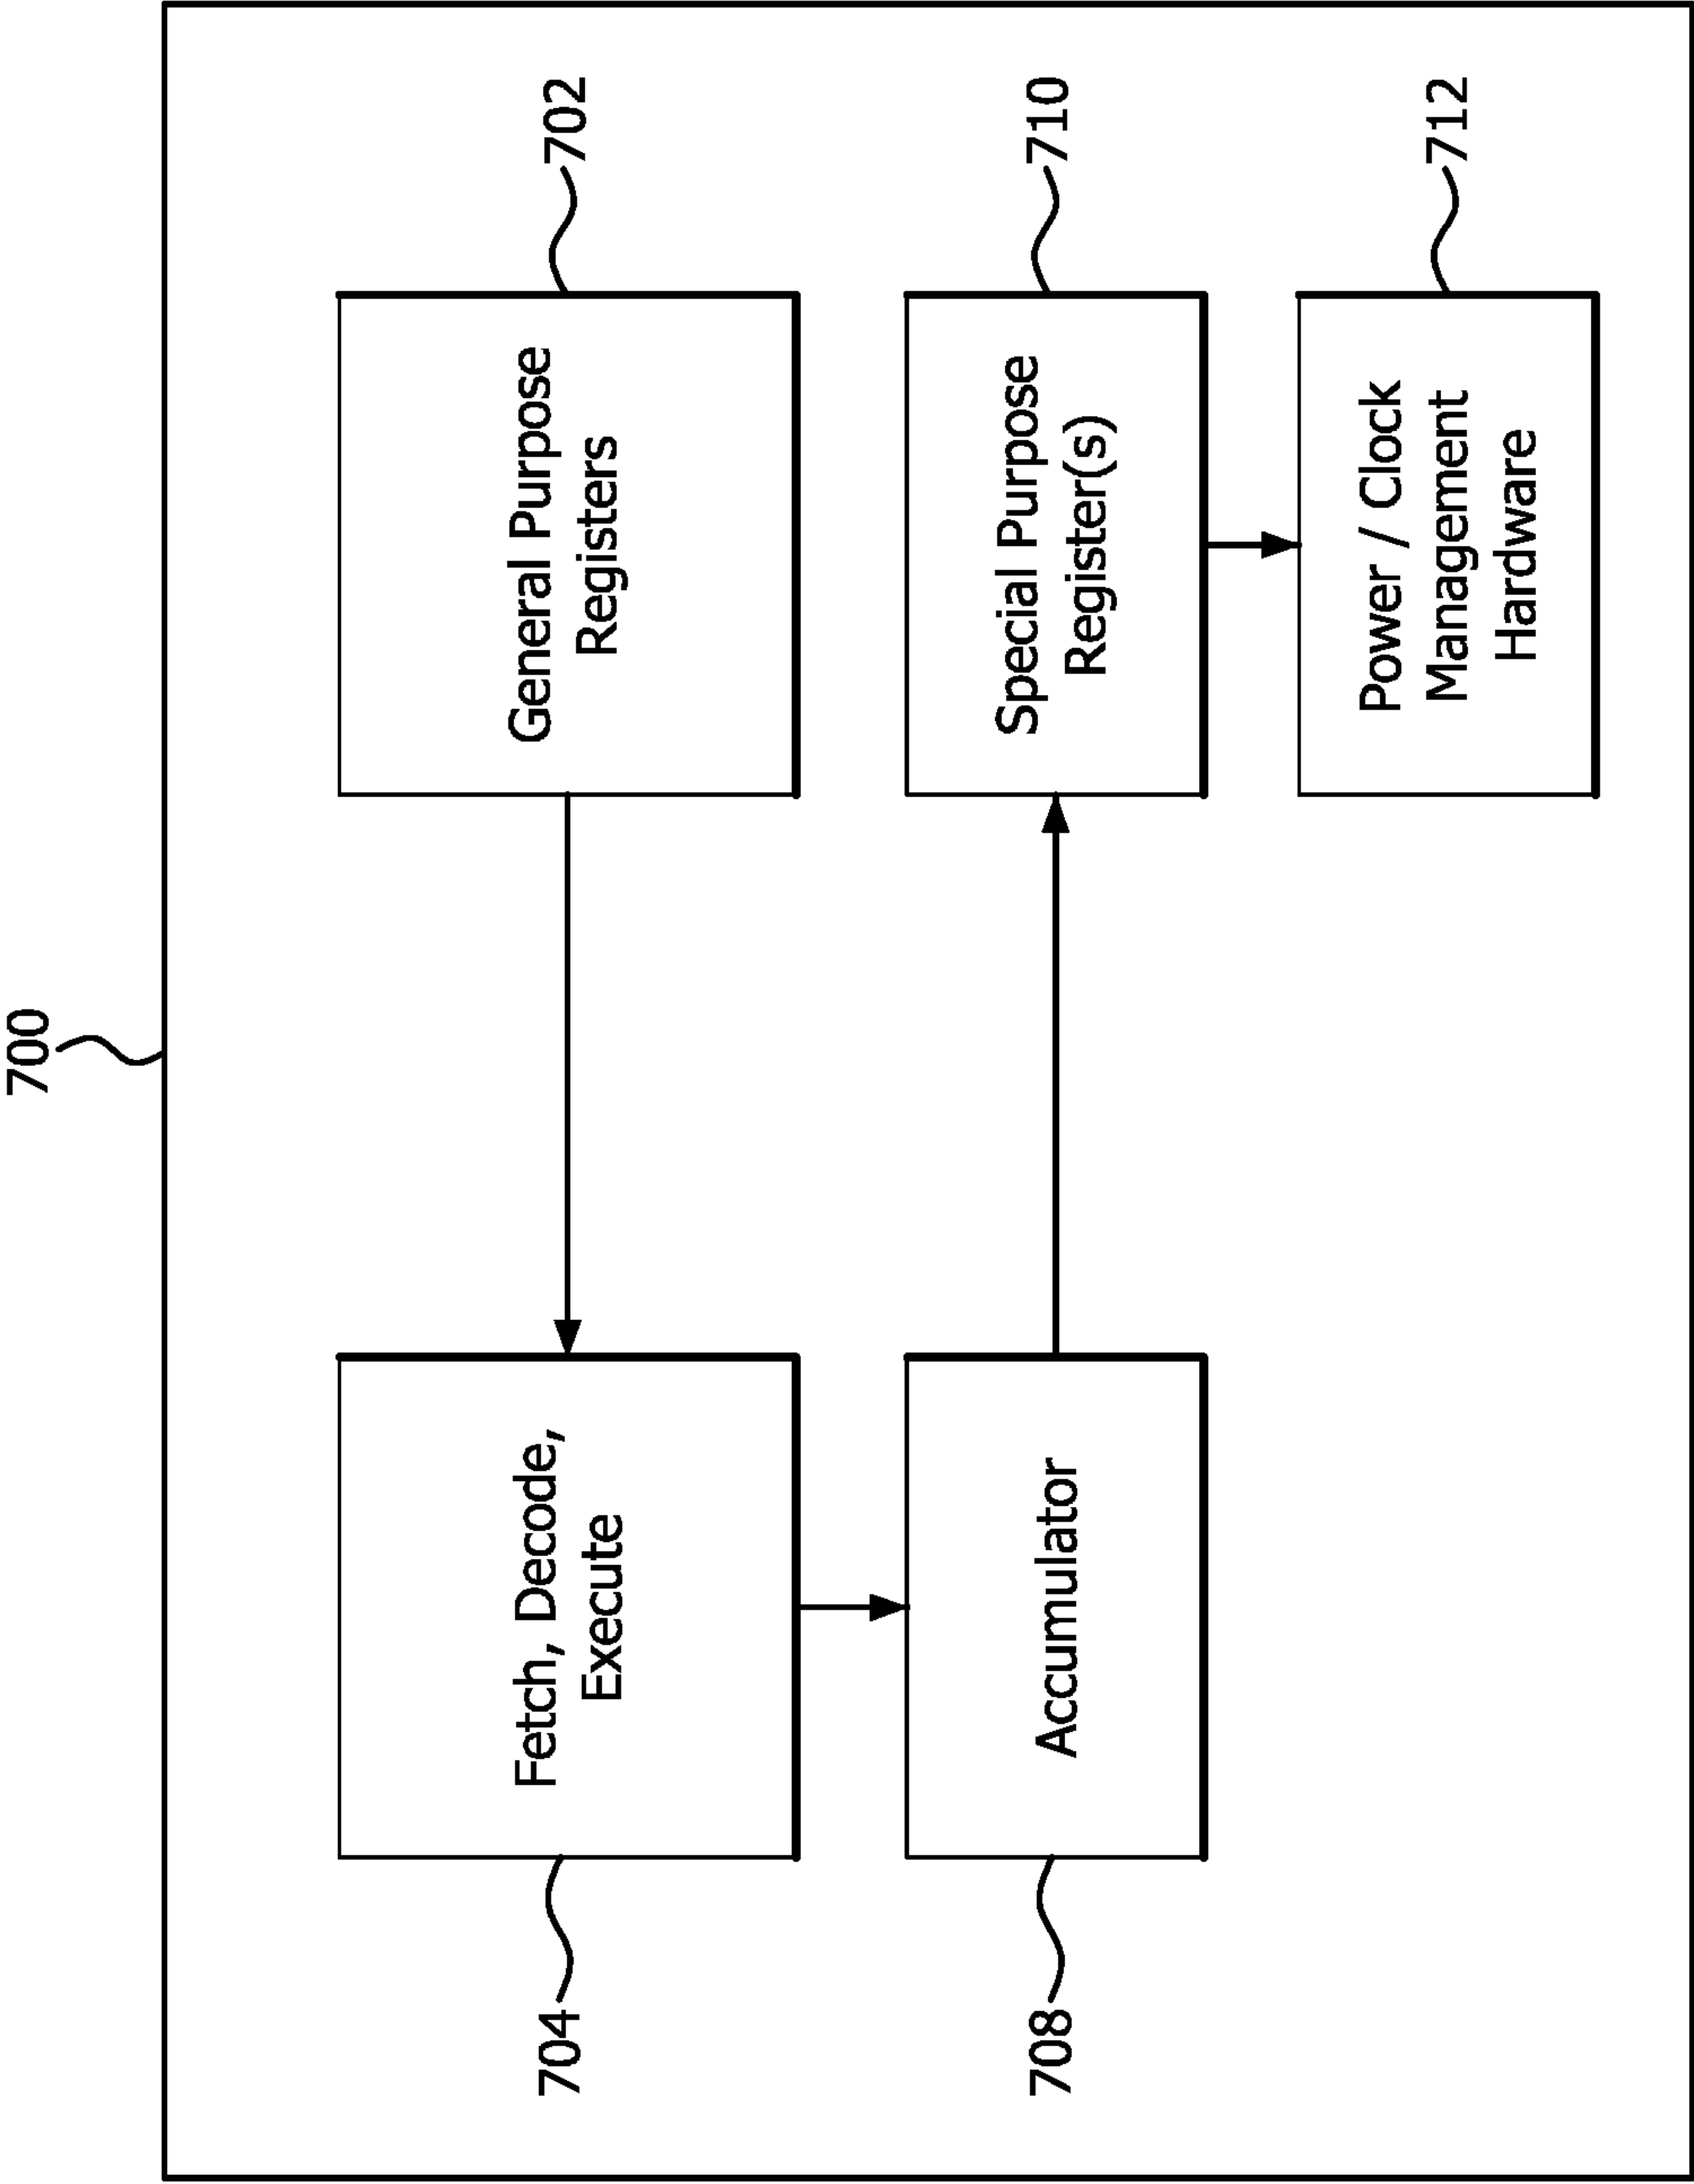 700
704
Fetch, Decode,
Execute
General Purpose
Registers
702
708
Accumulator
Special Purpose
Register(s)
710
Power / Clock
Management
Hardware
712